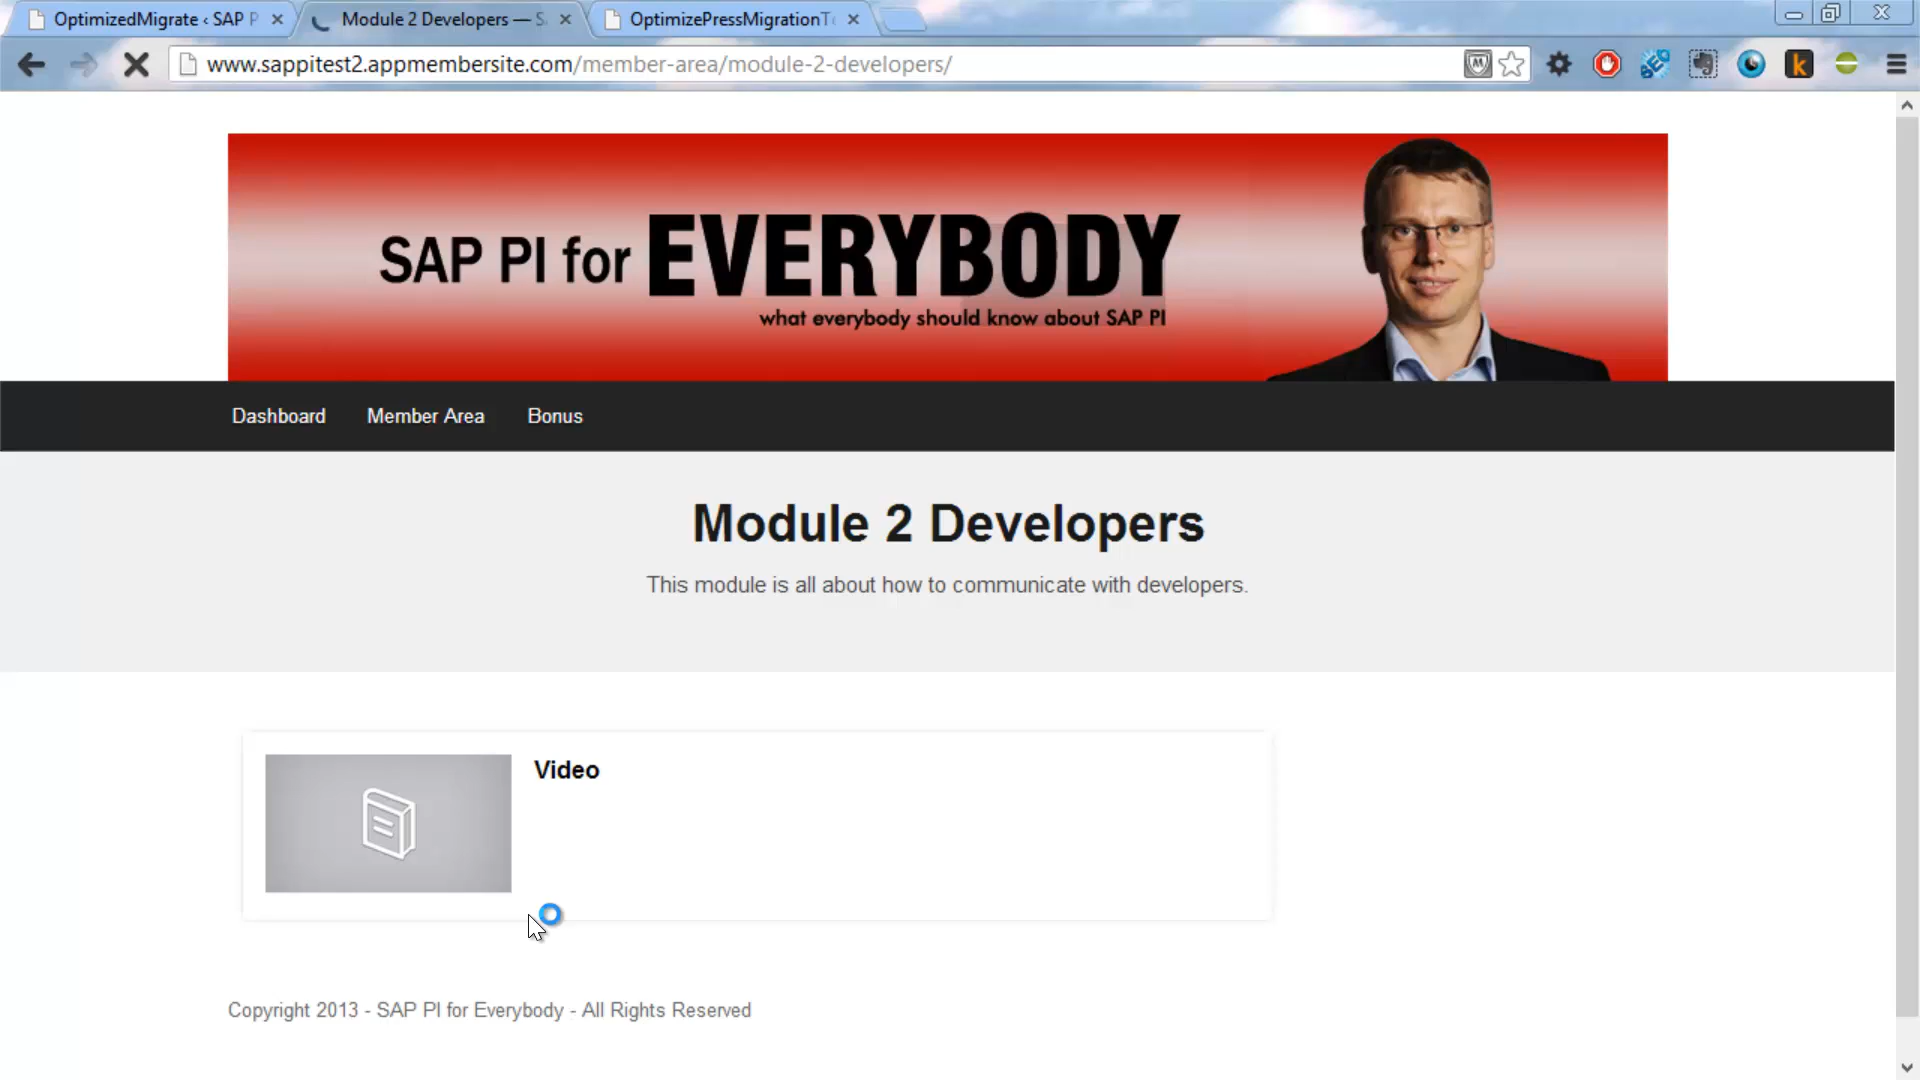 OptimizedMigrate ‹ SAP P
Module 2 Developers — S
OptimizePressMigrationT
www.sappitest2.appmembersite.com/member-area/module-2-developers/
SAP PI for EVERYBODY
what everybody should know about SAP PI
Dashboard
Member Area
Bonus
Module 2 Developers
This module is all about how to communicate with developers.
Video
Copyright 2013 - SAP PI for Everybody - All Rights Reserved